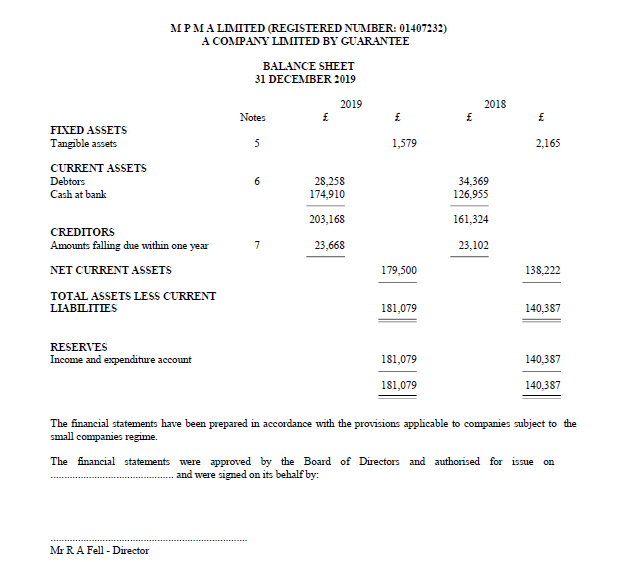 M P M A LIMITED (REGISTERED NUMBER: 01407232)
A COMPANY LIMITED BY GUARANTEE
BALANCE SHEET
31 DECEMBER 2019
2019 2018
Notes £ £ £ £
FIXED ASSETS
Tangible assets 5 1,579 2,165
CURRENT ASSETS
Debtors 6 28,258 34,369
Cash at bank 174,910 126,955
203,168 161,324
CREDITORS
Amounts falling due within one year 7 23,668 23,102
NET CURRENT ASSETS 179,500 138,222
TOTAL ASSETS LESS CURRENT
LIABILITIES 181,079 140,387
RESERVES
Income and expenditure account 181,079 140,387
181,079 140,387
The financial statements have been prepared in accordance with the provisions applicable to companies subject to the
small companies regime.
The financial statements were approved by the Board of Directors and authorised for issue on
............................................. and were signed on its behalf by:
........................................................................
Mr R A Fell - Director